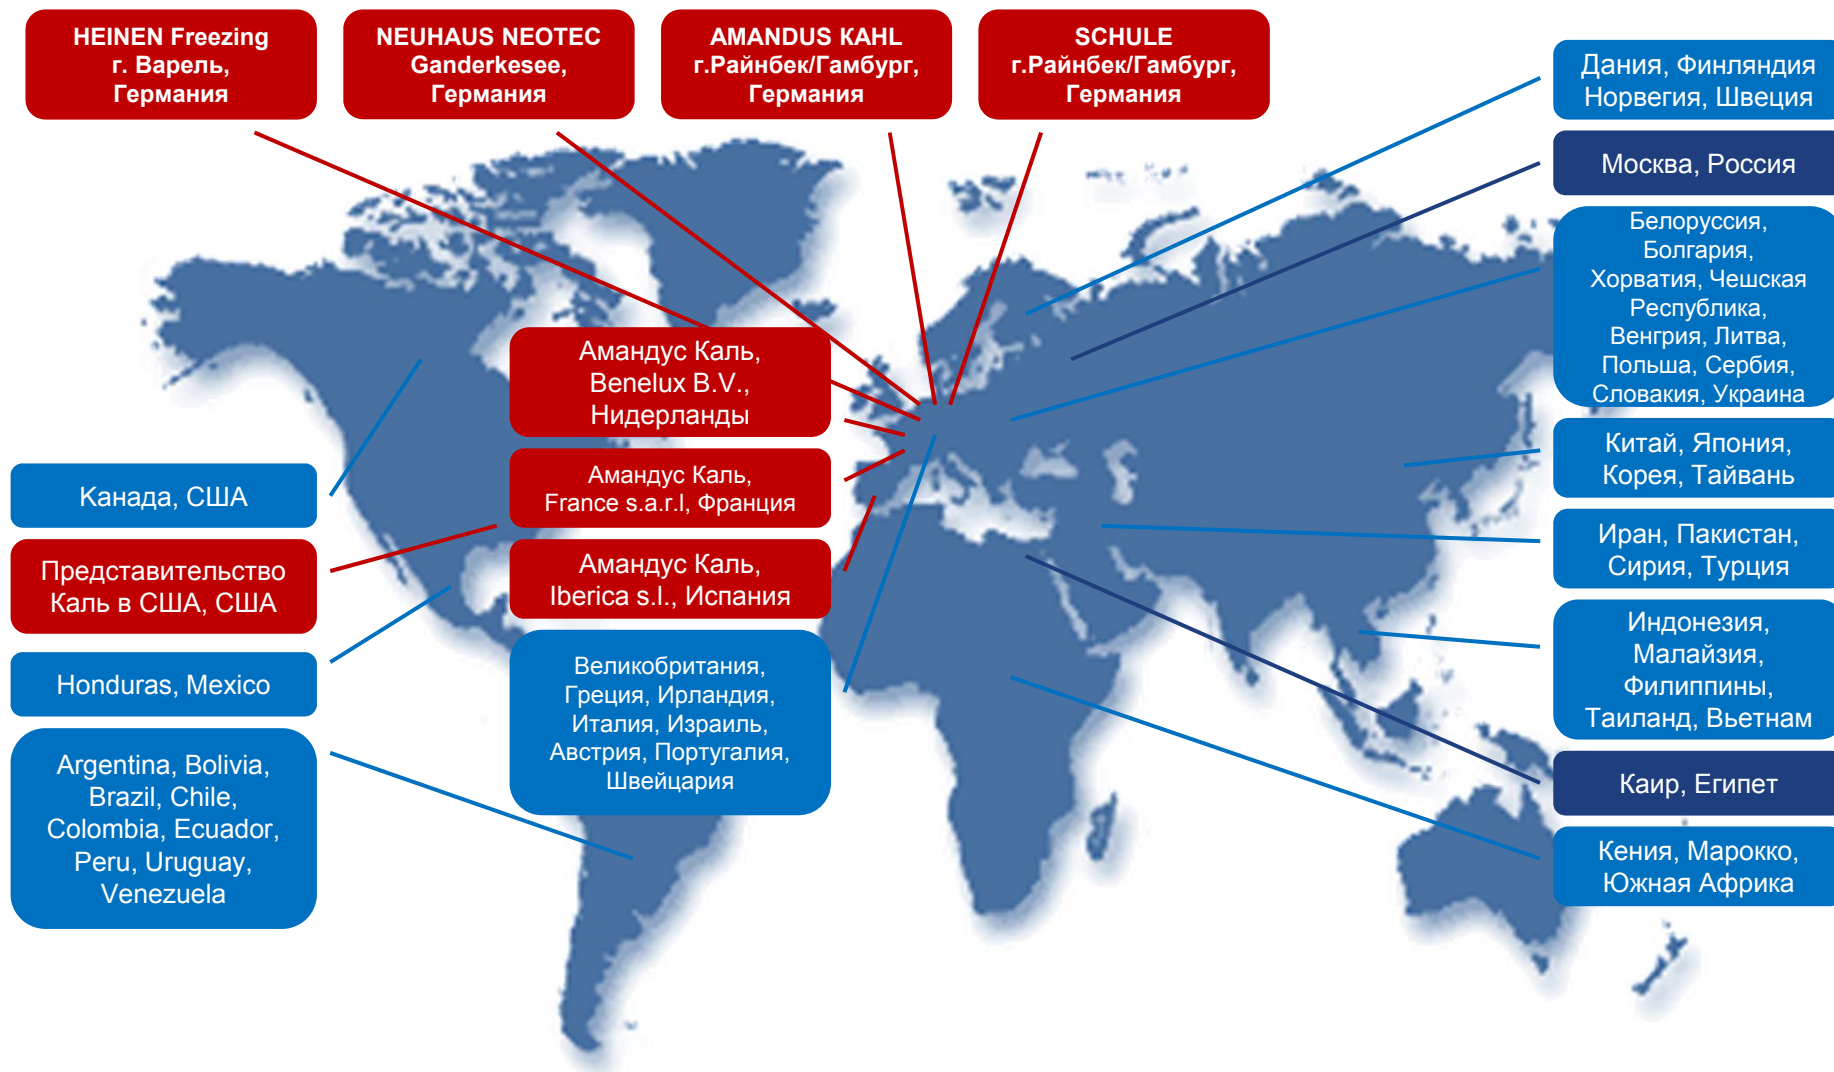 HEINEN Freezing
г. Варель,
Германия
NEUHAUS NEOTEC
Ganderkesee,
Германия
AMANDUS KAHL
г.Райнбек/Гамбург,
Германия
SCHULE
г.Райнбек/Гамбург,
Германия
Дания, Финляндия
Норвегия, Швеция
Москва, Россия
Белоруссия,
Болгария,
Хорватия, Чешская
Республика,
Венгрия, Литва,
Польша, Сербия,
Словакия, Украина
Китай, Япония,
Корея, Тайвань
Иран, Пакистан,
Сирия, Турция
Индонезия,
Малайзия,
Филиппины,
Таиланд, Вьетнам
Каир, Египет
Кения, Марокко,
Южная Африка
Амандус Каль,
Benelux B.V.,
Нидерланды
Амандус Каль,
France s.a.r.l, Франция
Амандус Каль,
Iberica s.l., Испания
Великобритания,
Греция, Ирландия,
Италия, Израиль,
Австрия, Португалия,
Швейцария
Канада, США
Представительство
Каль в США, США
Honduras, Mexico
Argentina, Bolivia,
Brazil, Chile,
Colombia, Ecuador,
Peru, Uruguay,
Venezuela